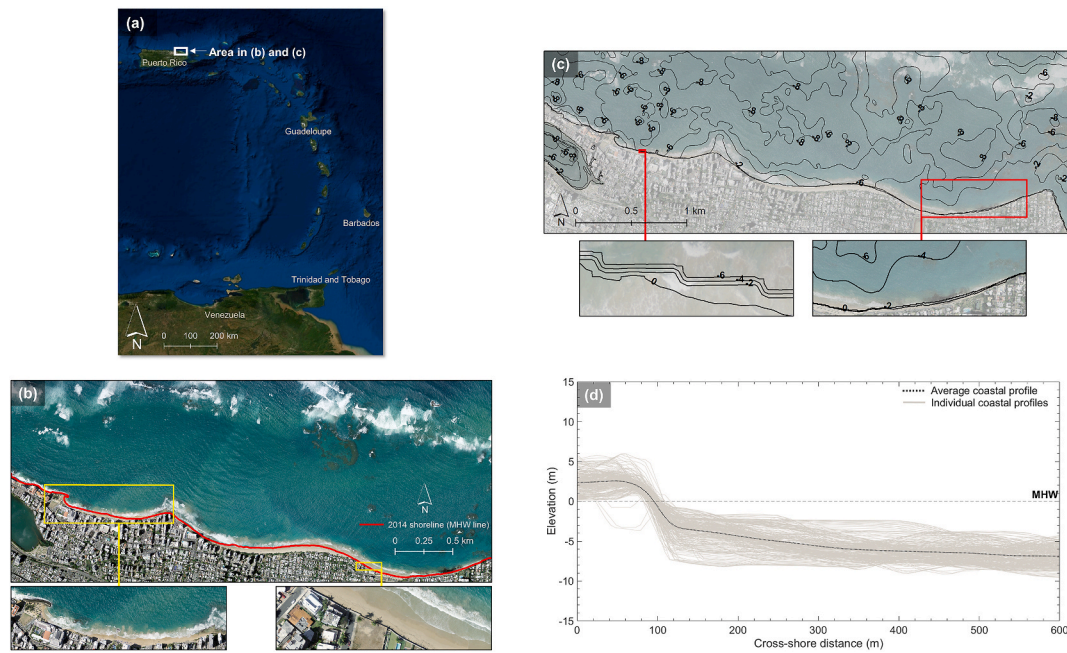 (a)
Area in (b) and (c)
Puerto Rico
Guadeloupe
Barbados
Trinidad and Tobago
Venezuela
N
0 100 200 km
(c)
-8
-6
-2
N
0 0.5 1 km
-6
-4
-2
0
-6
-4
0
-2
(b)
N
2014 shoreline (MHW line)
0 0.25 0.5 km
(d)
Average coastal profile
Individual coastal profiles
MHW
Elevation (m)
15
10
5
0
-5
-10
-15
0 100 200 300 400 500 600
Cross-shore distance (m)